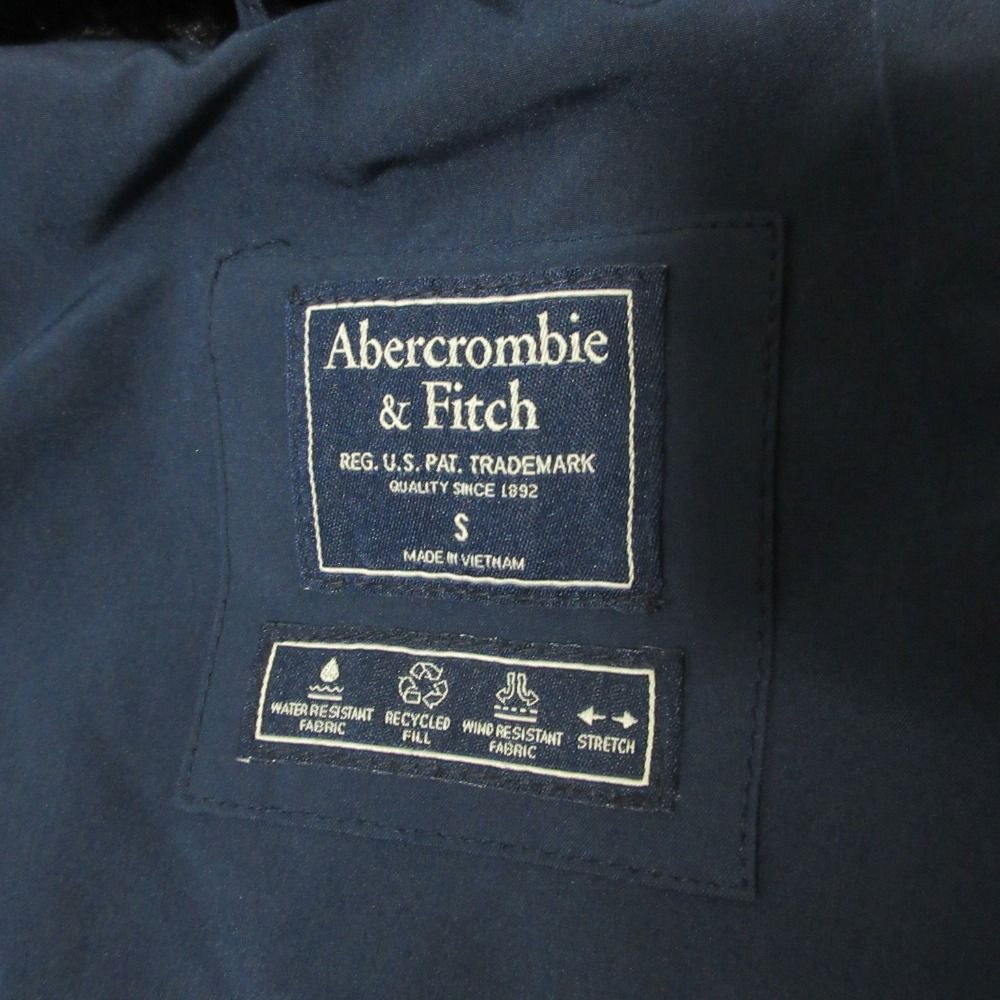 Abercrombie
& Fitch
REG. U.S. PAT. TRADEMARK
QUALITY SINCE 1892
S
MADE IN VIETNAM
WATER RESISTANT
FABRIC
RECYCLED
FILL
WIND RESISTANT
FABRIC
STRETCH